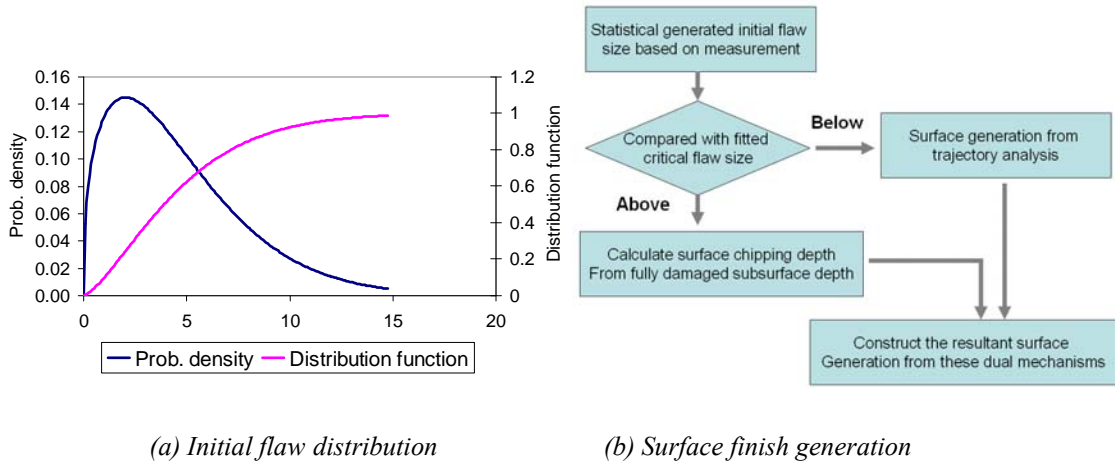 0.16
0.14
0.12
0.10
0.08
0.06
0.04
0.02
0.00
Prob. density
1.2
1
0.8
0.6
0.4
0.2
0
Distribution function
0 5 10 15 20
Prob. density Distribution function
Statistical generated initial flaw
size based on measurement
Compared with fitted
critical flaw size
Below
Surface generation from
trajectory analysis
Above
Calculate surface chipping depth
From fully damaged subsurface depth
Construct the resultant surface
Generation from these dual mechanisms
(a) Initial flaw distribution
(b) Surface finish generation